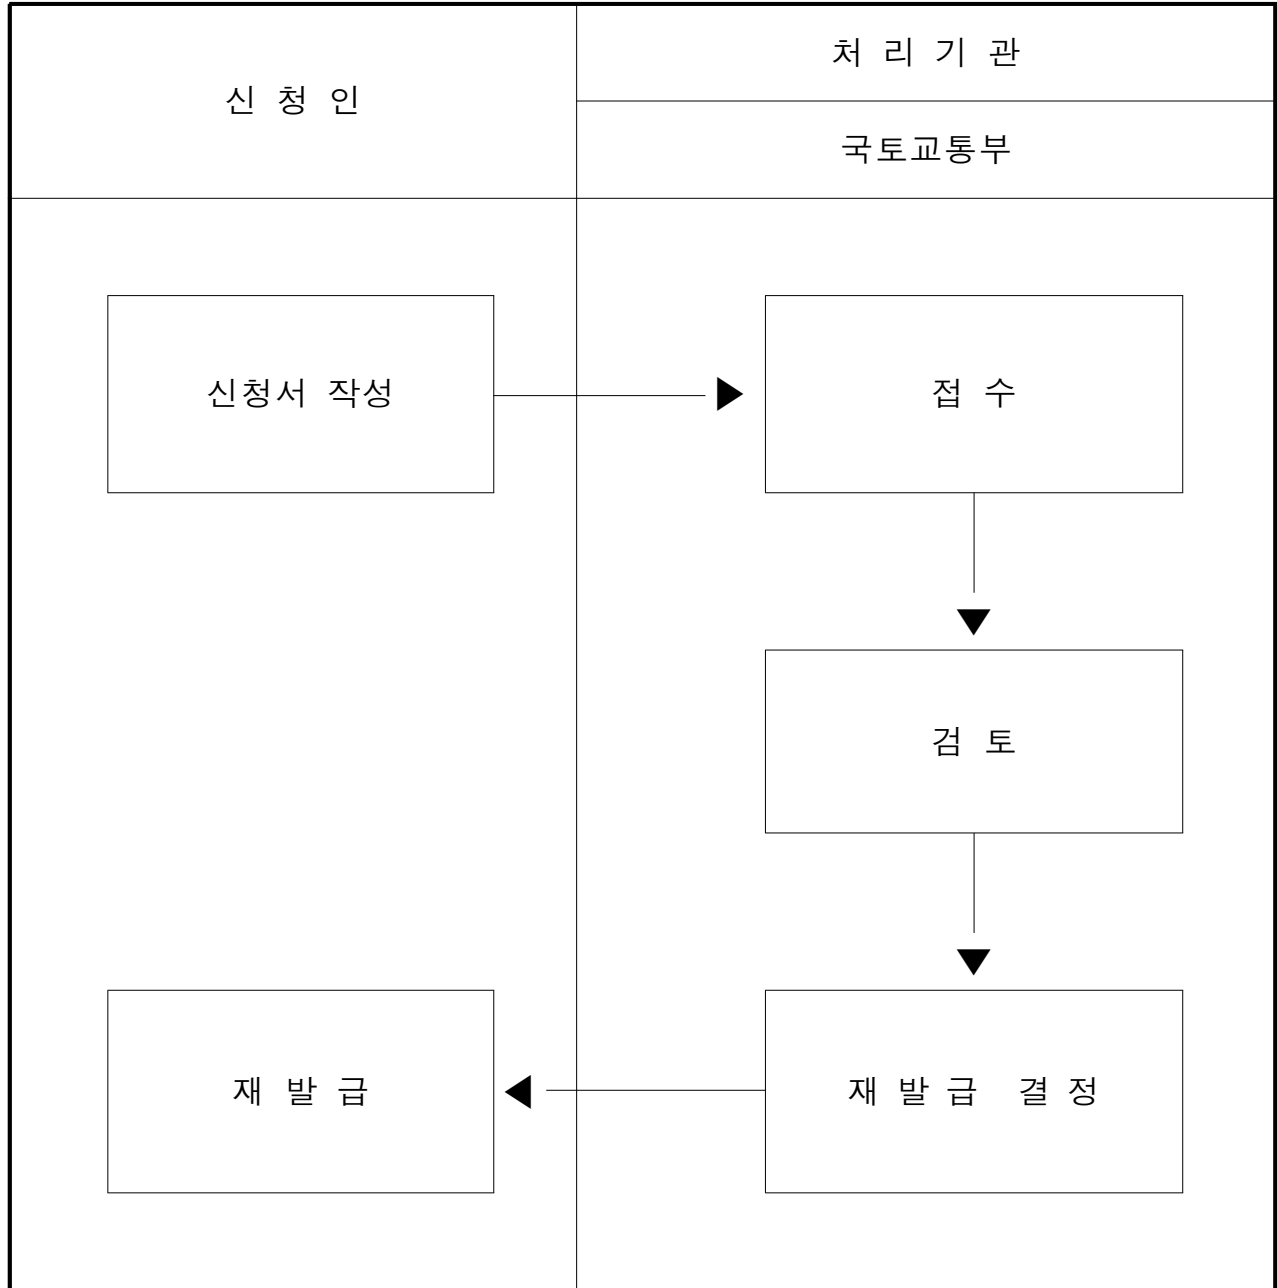 신 청 인
처 리 기 관
국토교통부
신청서 작성
접 수
검 토
재 발 급
재 발 급 결 정